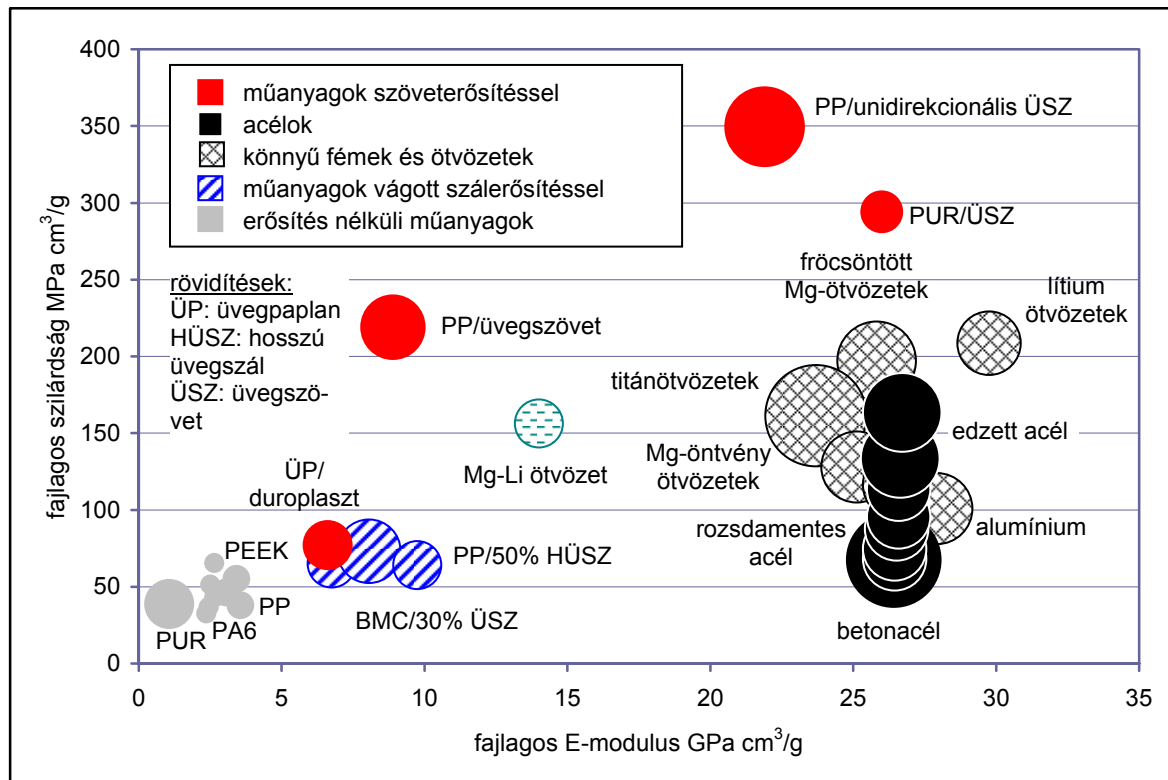 400
350
300
250
200
150
100
50
0
fajlagos szilárdság MPa cm³/g
műanyagok szöveterősítéssel
acélok
könnyű fémek és ötvözetek
műanyagok vágott szálerősítéssel
erősítés nélküli műanyagok
rövidítések:
ÜP: üvegpaplan
HÜSZ: hosszú
üvegszál
ÜSZ: üvegszö-
vet
PP/unidirekcionális ÜSZ
PUR/ÜSZ
fröcsöntött
Mg-ötvözetek
lítium
ötvözetek
PP/üvegszövet
titánötvözetek
edzett acél
Mg-Li ötvözet
Mg-öntvény
ötvözetek
ÜP/
duroplaszt
rozsdamentes
acél
alumínium
PEEK
PP/50% HÜSZ
PP
PA6
PUR
BMC/30% ÜSZ
betonacél
0 5 10 15 20 25 30 35
fajlagos E-modulus GPa cm³/g